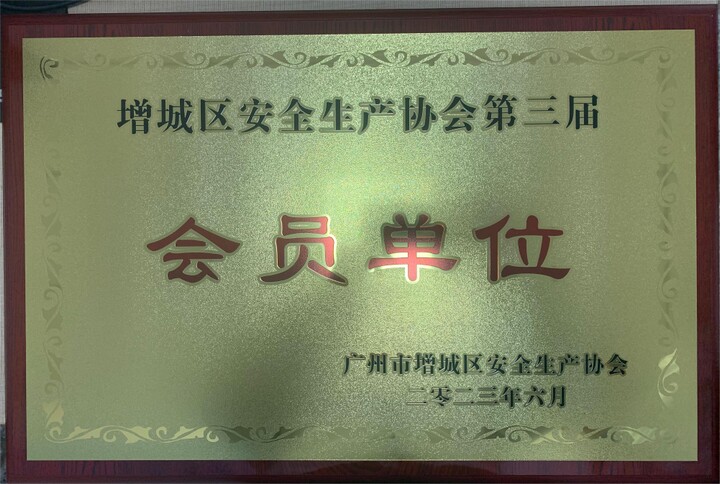 增城区安全生产协会第三届
会员单位
广州市增城区安全生产协会
二零二三年六月